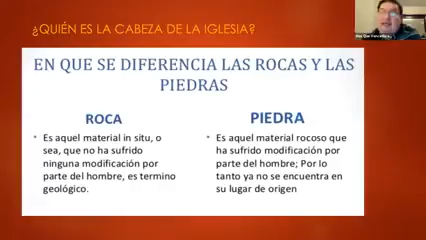 ¿QUIÉN ES LA CABEZA DE LA IGLESIA?
EN QUE SE DIFERENCIA LAS ROCAS Y LAS
PIEDRAS
ROCA
• Es aquel material in situ, o
sea, que no ha sufrido
ninguna modificación por
parte del hombre, es termino
geológico.
PIEDRA
• Es aquel material rocoso que
ha sufrido modificación por
parte del hombre; Por lo
tanto ya no se encuentra en
su lugar de origen